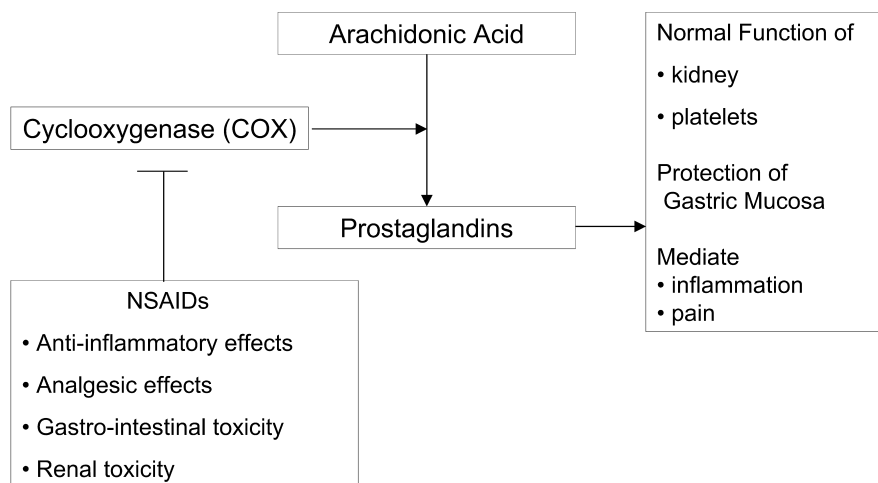 Arachidonic Acid
Cyclooxygenase (COX)
Prostaglandins
Normal Function of
• kidney
• platelets
Protection of
Gastric Mucosa
Mediate
• inflammation
• pain
NSAIDs
• Anti-inflammatory effects
• Analgesic effects
• Gastro-intestinal toxicity
• Renal toxicity